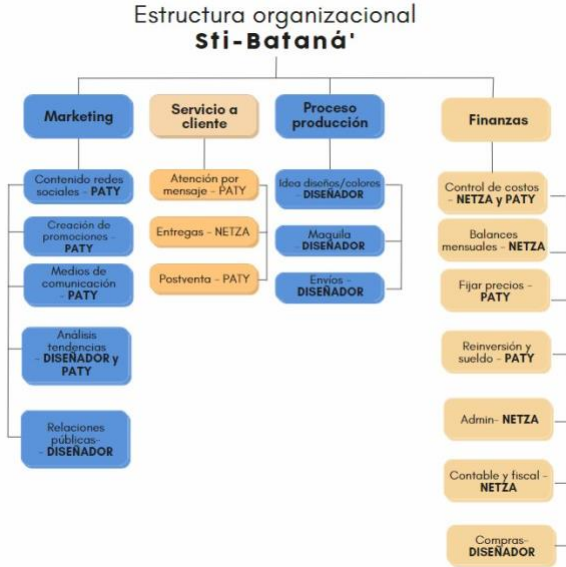 Estructura organizacional
Sti-Bataná'
Marketing
Contenido redes
sociales - PATY
Creación de
promociones -
PATY
Medios de
comunicación
- PATY
Análisis
tendencias
- DISEÑADOR y
PATY
Relaciones
públicas-
- DISEÑADOR
Servicio a
cliente
Atención por
mensaje - PATY
Entregas - NETZA
Postventa - PATY
Proceso
producción
Idea diseños/colores
- DISEÑADOR
Maquila
- DISEÑADOR
Envíos -
DISEÑADOR
Finanzas
Control de costos
- NETZA y PATY
Balances
mensuales - NETZA
Fijar precios -
PATY
Reinversión y
sueldo - PATY
Admin- NETZA
Contable y fiscal -
NETZA
Compras-
DISEÑADOR